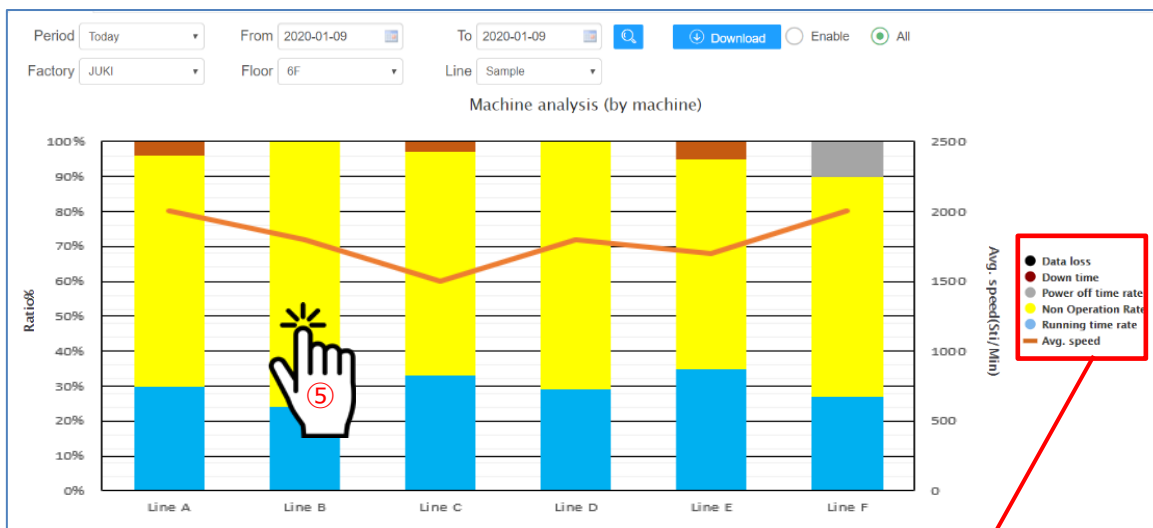 Period Today From 2020-01-09 To 2020-01-09 Download Enable All
Factory JUKI Floor 6F Line Sample
Machine analysis (by machine)
100% 2500
90%
80% 2000
70%
60% 1500
50%
40% 1000
30%
20% 500
10%
0% 0
Ratio%
Avg. speed(Sti/Min)
Data loss
Down time
Power off time rate
Non Operation Rate
Running time rate
Avg. speed
⑤
Line A Line B Line C Line D Line E Line F